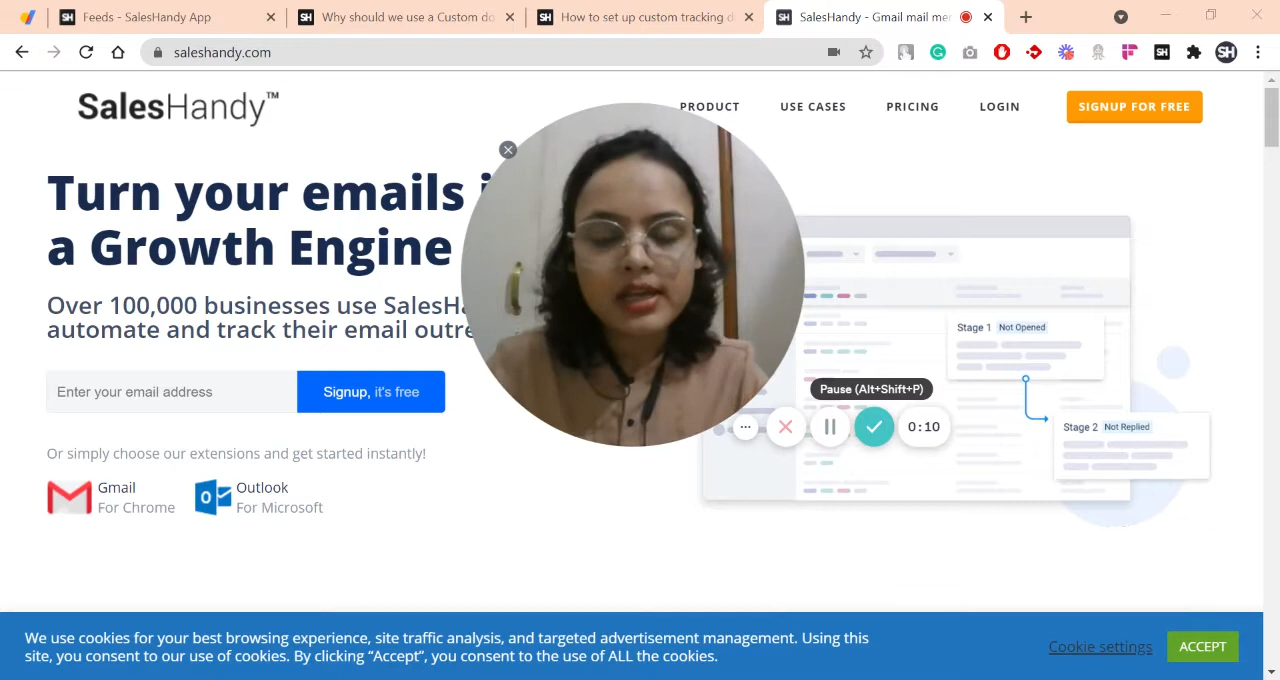 Feeds - SalesHandy App
Why should we use a Custom do
How to set up custom tracking d
SalesHandy - Gmail mail mer
saleshandy.com
SalesHandy™
PRODUCT
USE CASES
PRICING
LOGIN
SIGNUP FOR FREE
Turn your emails
a Growth Engine
Over 100,000 businesses use SalesHa
automate and track their email outre
Enter your email address
Signup, it's free
Or simply choose our extensions and get started instantly!
Gmail
For Chrome
Outlook
For Microsoft
Stage 1 Not Opened
Pause (Alt+Shift+P)
0:10
Stage 2 Not Replied
We use cookies for your best browsing experience, site traffic analysis, and targeted advertisement management. Using this
site, you consent to our use of cookies. By clicking “Accept”, you consent to the use of ALL the cookies.
Cookie settings
ACCEPT